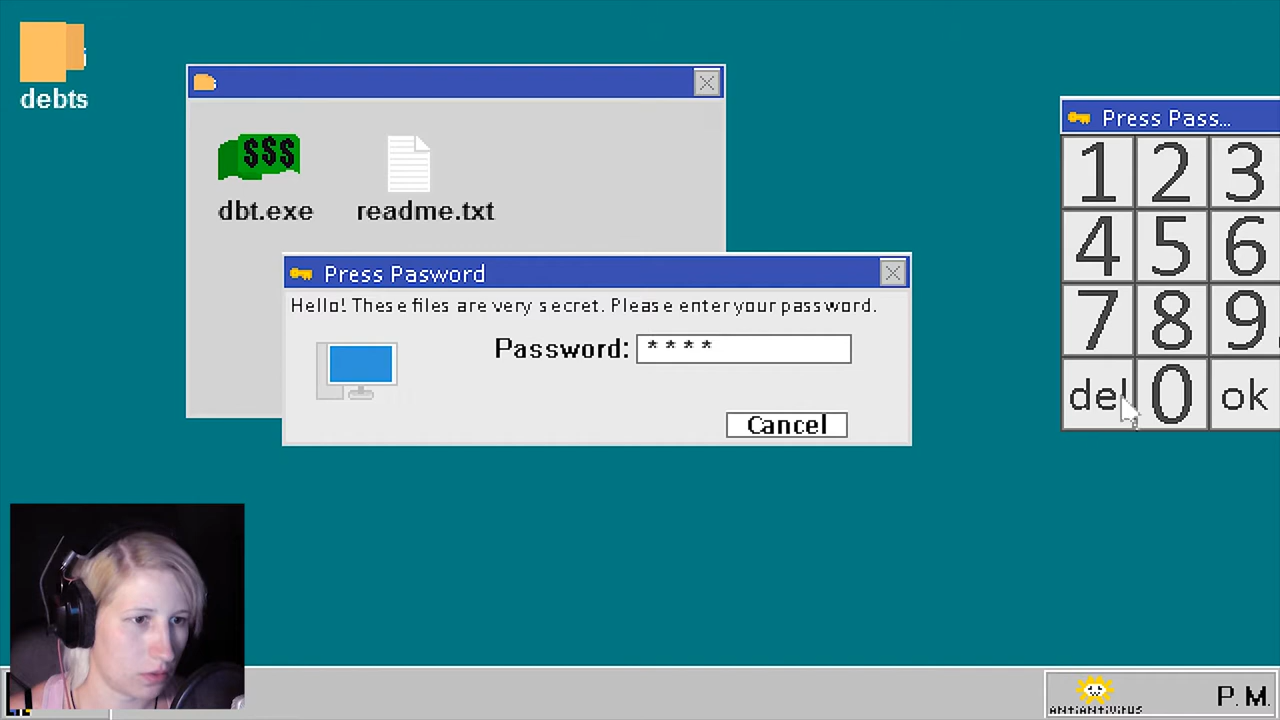 debts
$$$
dbt.exe
readme.txt
Press Pasword
Hello! These files are very secret. Please enter your password.
Password: ****
Cancel
Press Pass...
1 2 3
4 5 6
7 8 9
del 0 ok
ANTIANTIVITUS
P. M.